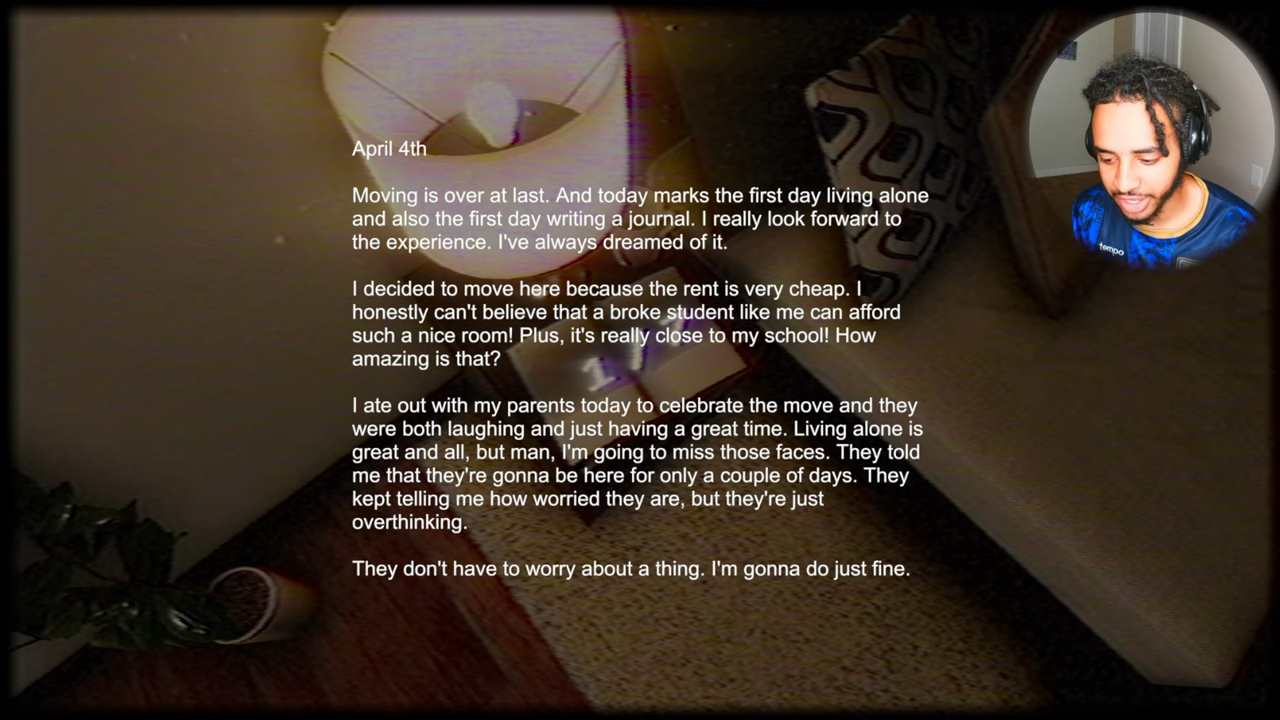 April 4th
Moving is over at last. And today marks the first day living alone
and also the first day writing a journal. I really look forward to
the experience. I've always dreamed of it.
I decided to move here because the rent is very cheap. I
honestly can't believe that a broke student like me can afford
such a nice room! Plus, it's really close to my school! How
amazing is that?
I ate out with my parents today to celebrate the move and they
were both laughing and just having a great time. Living alone is
great and all, but man, I'm going to miss those faces. They told
me that they're gonna be here for only a couple of days. They
kept telling me how worried they are, but they're just
overthinking.
They don't have to worry about a thing. I'm gonna do just fine.
tempo